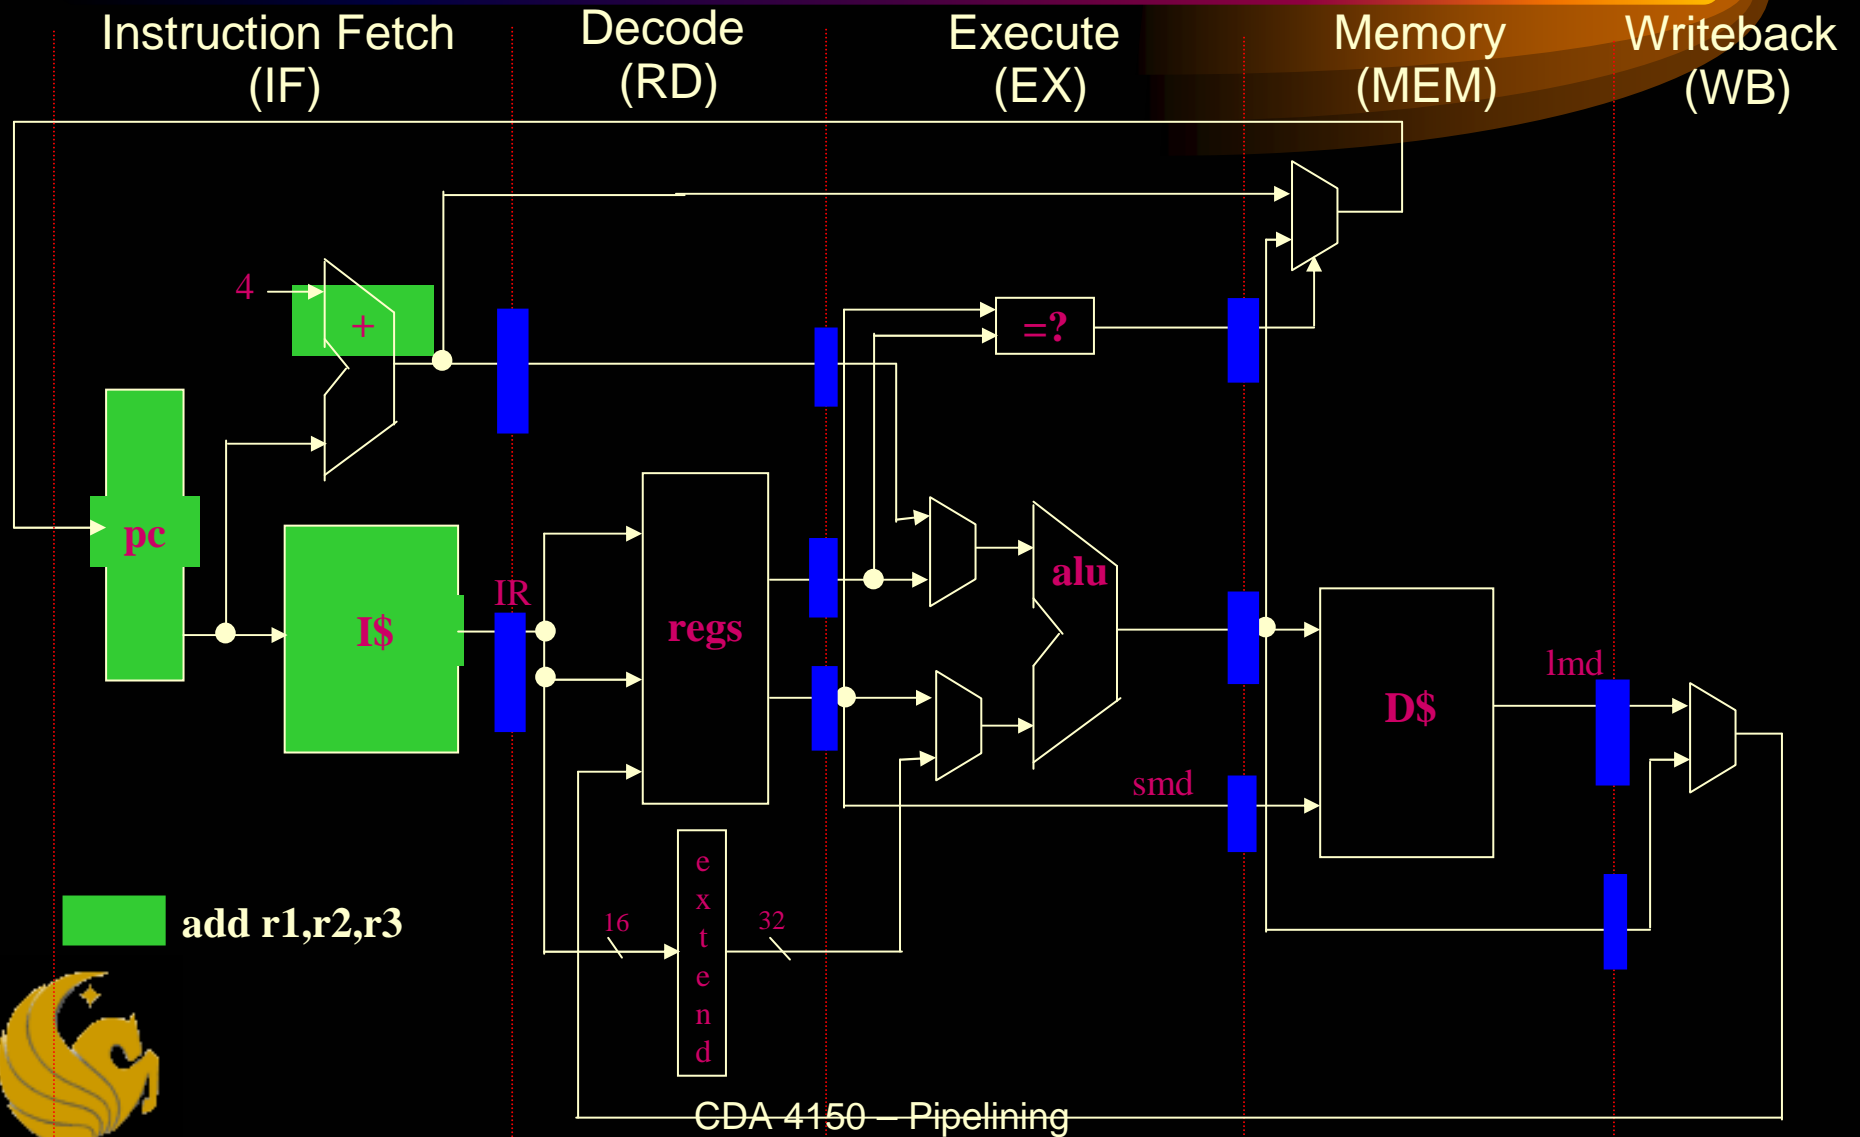 Instruction Fetch
(IF)
Decode
(RD)
Execute
(EX)
Memory
(MEM)
Writeback
(WB)
4
+
=?
pc
I$
IR
regs
alu
D$
lmd
smd
16
32
e
x
t
e
n
d
add r1,r2,r3
CDA 4150 – Pipelining